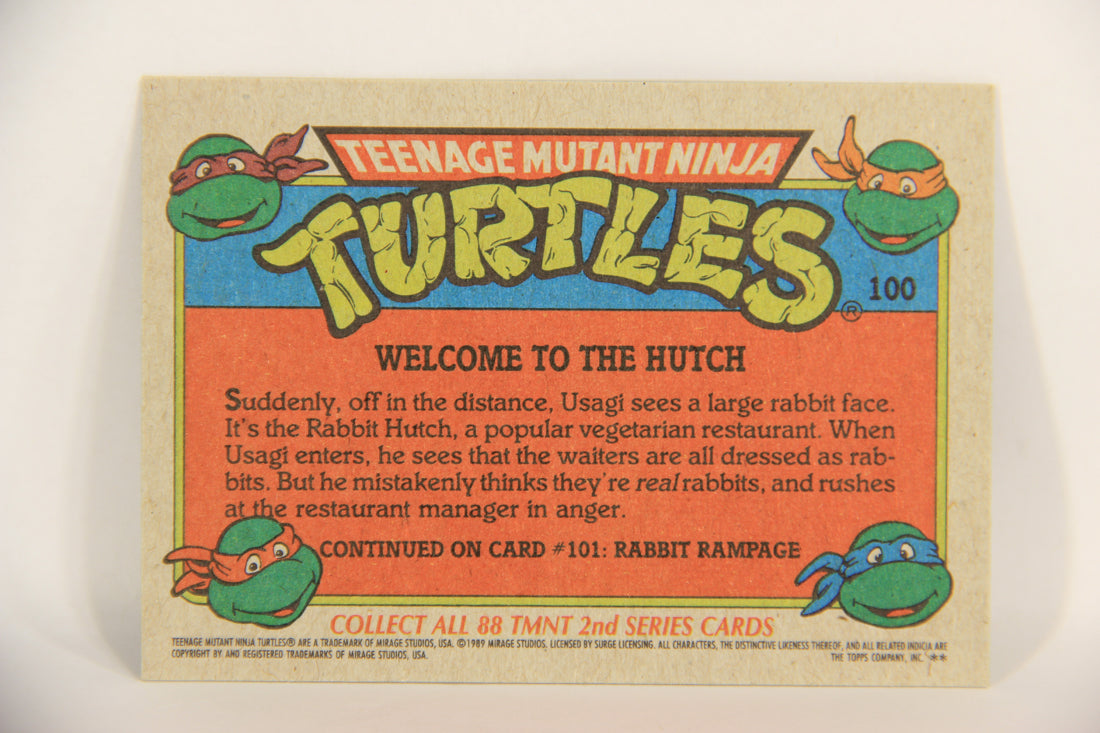 TEENAGE MUTANT NINJA
TURTLES®
100
WELCOME TO THE HUTCH
Suddenly, off in the distance, Usagi sees a large rabbit face.
It's the Rabbit Hutch, a popular vegetarian restaurant. When
Usagi enters, he sees that the waiters are all dressed as rab-
bits. But he mistakenly thinks they're real rabbits, and rushes
at the restaurant manager in anger.
CONTINUED ON CARD #101: RABBIT RAMPAGE
COLLECT ALL 88 TMNT 2nd SERIES CARDS
TEENAGE MUTANT NINJA TURTLES® ARE A TRADEMARK OF MIRAGE STUDIOS, USA. ©1989 MIRAGE STUDIOS. LICENSED BY SURGE LICENSING. ALL CHARACTERS, THE DISTINCTIVE LIKENESS THEREOF, AND ALL RELATED INDICIA ARE
COPYRIGHT BY AND REGISTERED TRADEMARKS OF MIRAGE STUDIOS, USA. THE TOPPS COMPANY, INC. **